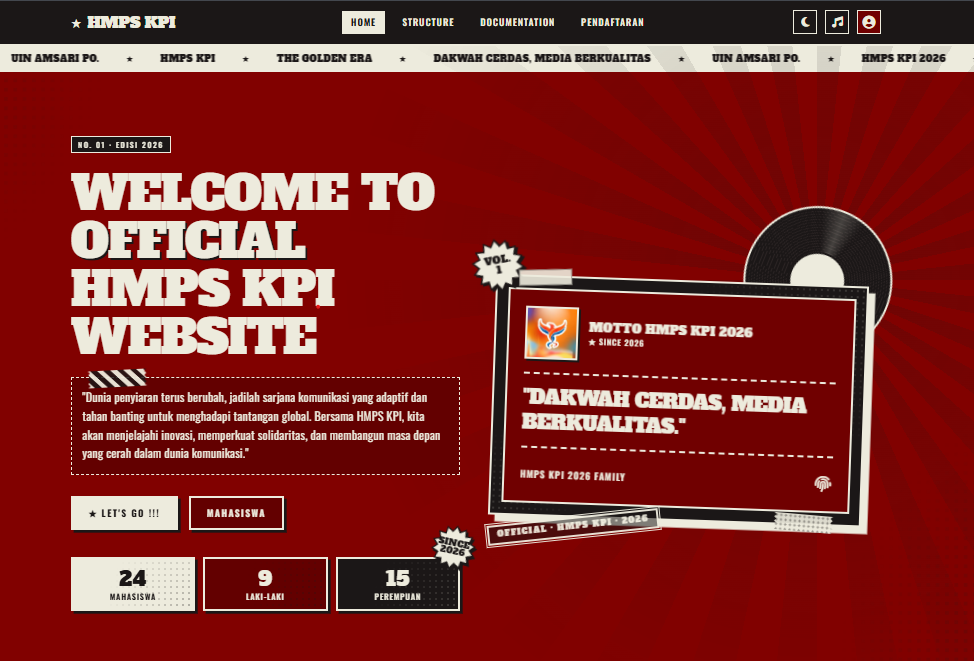 ★ HMPS KPI
HOME STRUCTURE DOCUMENTATION PENDAFTARAN
UIN AMSARI PO. ★ HMPS KPI ★ THE GOLDEN ERA ★ DAKWAH CERDAS, MEDIA BERKUALITAS ★ UIN AMSARI PO. ★ HMPS KPI 2026
NO. 01 · EDISI 2026
WELCOME TO
OFFICIAL
HMPS KPI
WEBSITE
"Dunia penyiaran terus berubah, jadilah sarjana komunikasi yang adaptif dan
tahan banting untuk menghadapi tantangan global. Bersama HMPS KPI, kita
akan menjelajahi inovasi, memperkuat solidaritas, dan membangun masa depan
yang cerah dalam dunia komunikasi."
★ LET'S GO !!!
MAHASISWA
24
MAHASISWA
9
LAKI-LAKI
15
PEREMPUAN
SINCE
2026
VOL.
1
MOTTO HMPS KPI 2026
★ SINCE 2026
"DAKWAH CERDAS, MEDIA
BERKUALITAS."
HMPS KPI 2026 FAMILY
OFFICIAL · HMPS KPI · 2026